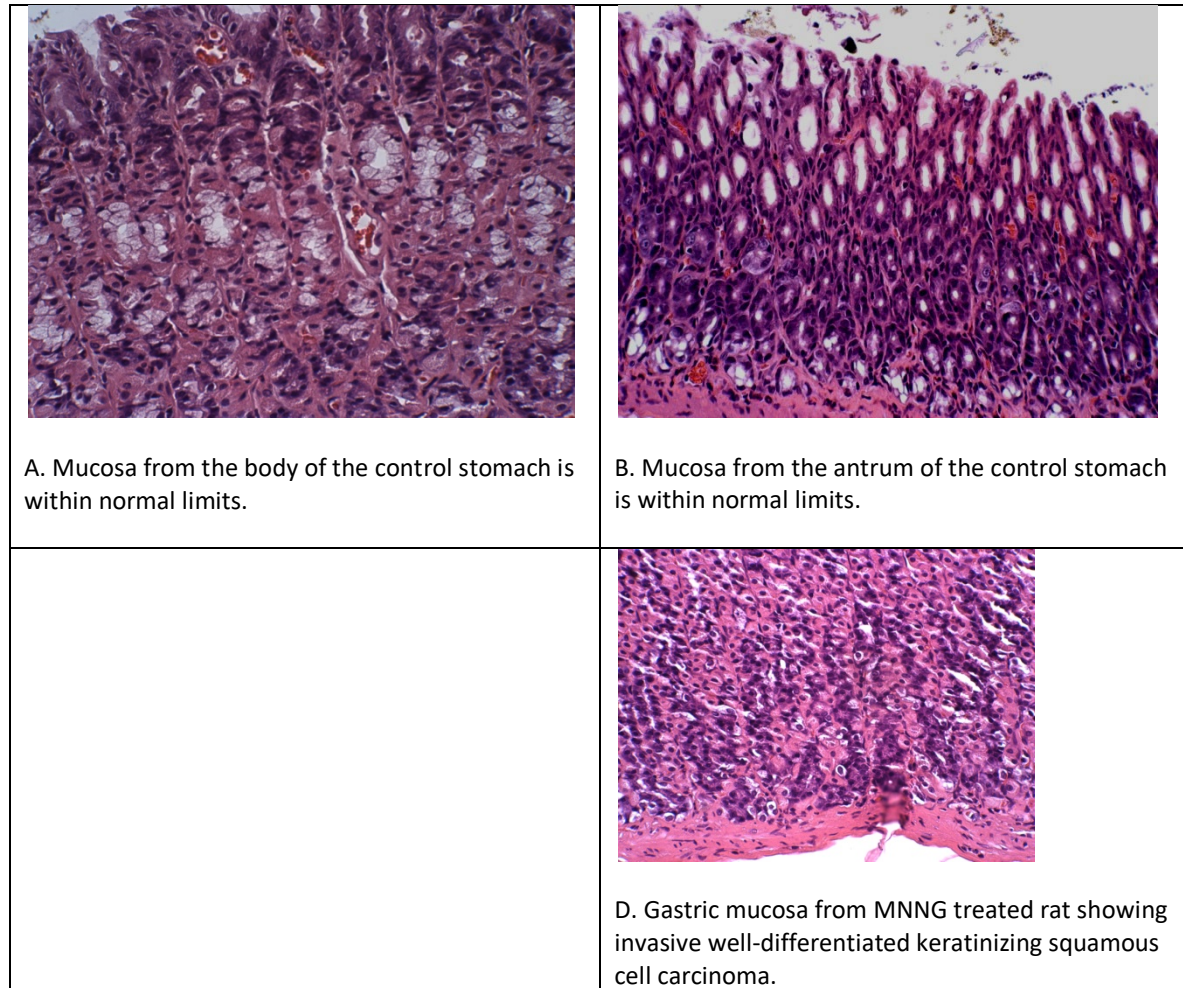 A. Mucosa from the body of the control stomach is
within normal limits.
B. Mucosa from the antrum of the control stomach
is within normal limits.
D. Gastric mucosa from MNNG treated rat showing
invasive well-differentiated keratinizing squamous
cell carcinoma.